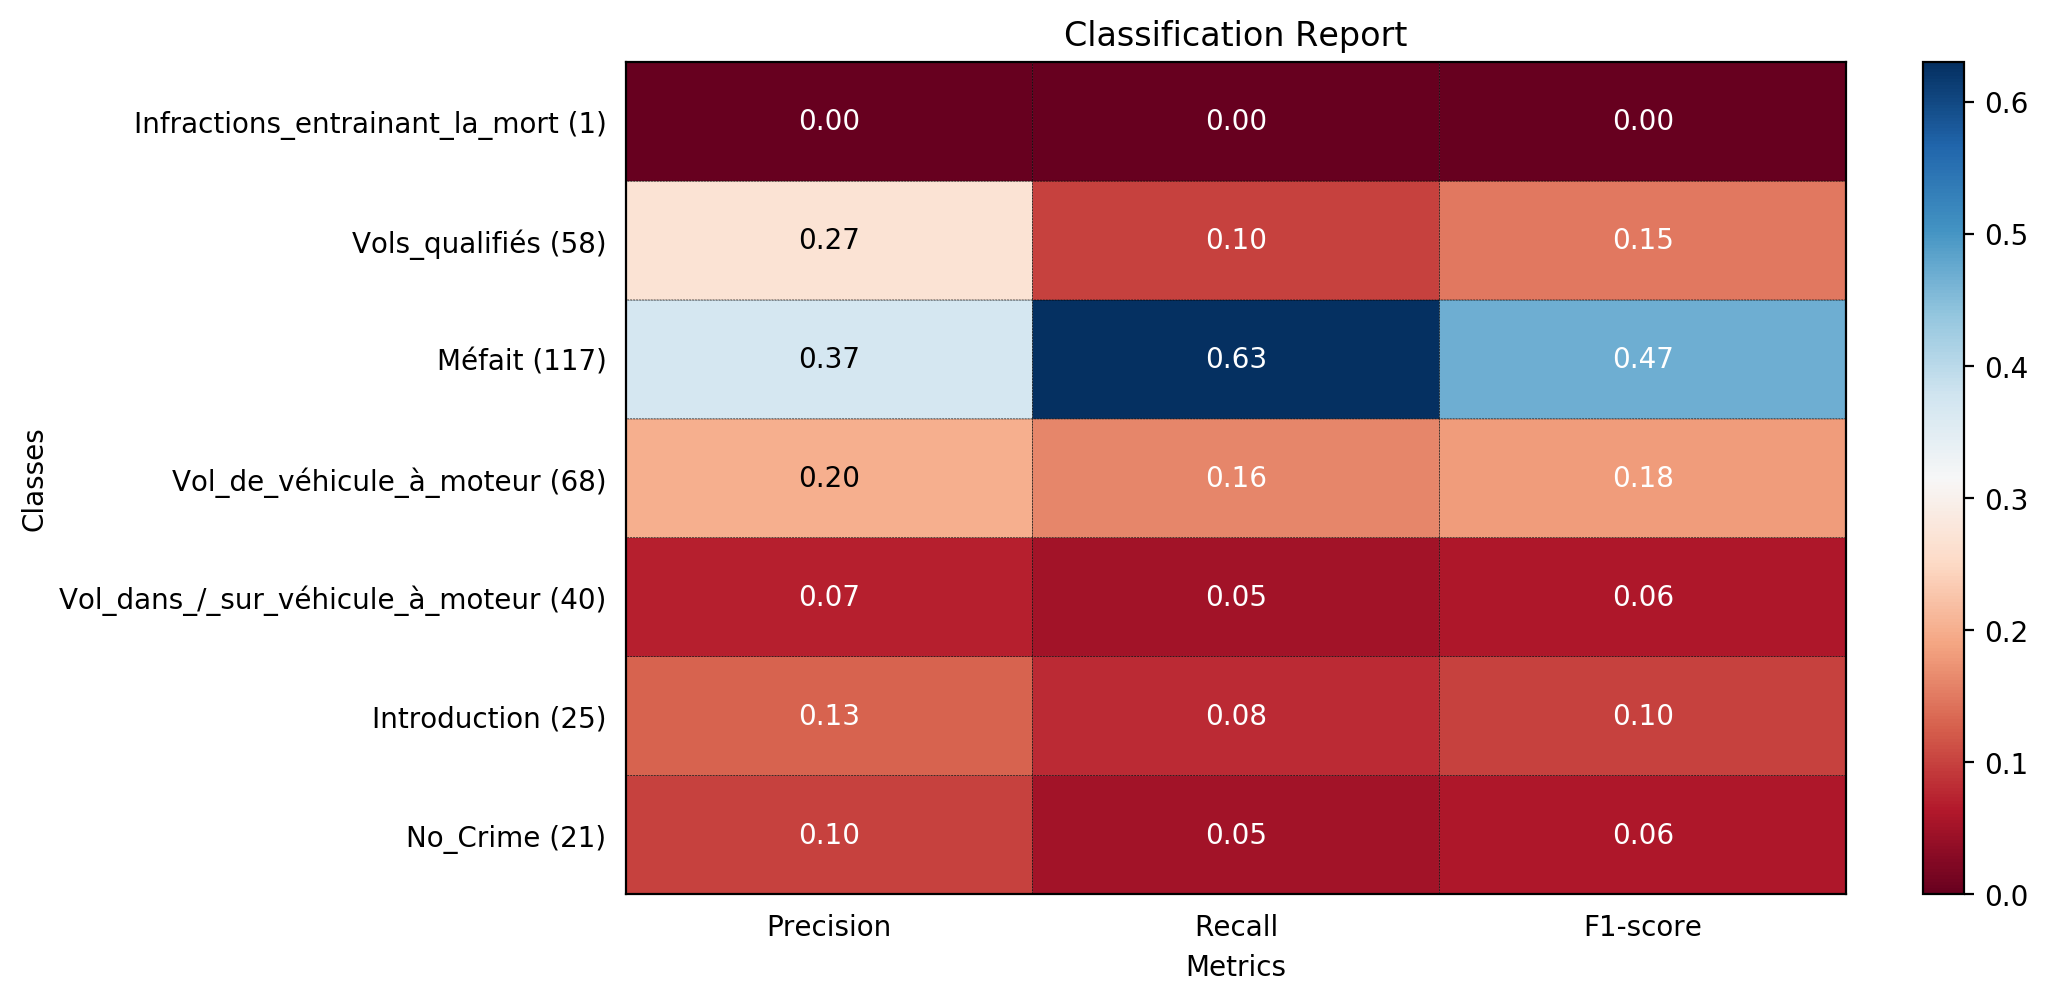 Classification Report
Infractions_entrainant_la_mort (1) 0.00 0.00 0.00
Vols_qualifiés (58) 0.27 0.10 0.15
Méfait (117) 0.37 0.63 0.47
Vol_de_véhicule_à_moteur (68) 0.20 0.16 0.18
Vol_dans_/_sur_véhicule_à_moteur (40) 0.07 0.05 0.06
Introduction (25) 0.13 0.08 0.10
No_Crime (21) 0.10 0.05 0.06
Precision Recall F1-score
Metrics
Classes
0.6
0.5
0.4
0.3
0.2
0.1
0.0